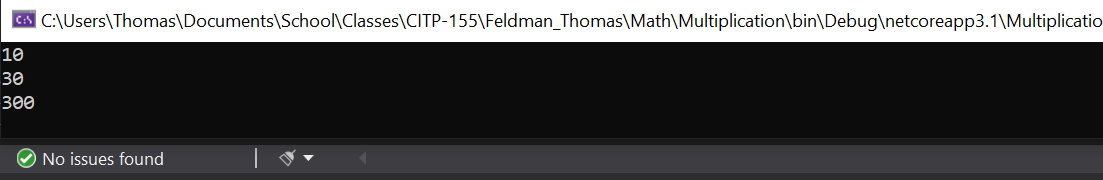 C:\Users\Thomas\Documents\School\Classes\CITP-155\Feldman_Thomas\Math\Multiplication\bin\Debug\netcoreapp3.1\Multiplicatio
10
30
300
No issues found